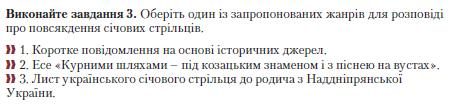 Виконайте завдання 3. Оберіть один із запропонованих жанрів для розповіді
про повсякдення січових стрільців.
1. Коротке повідомлення на основі історичних джерел.
2. Есе «Курними шляхами – під козацьким знаменом і з піснею на вустах».
3. Лист українського січового стрільця до родича з Наддніпрянської
України.